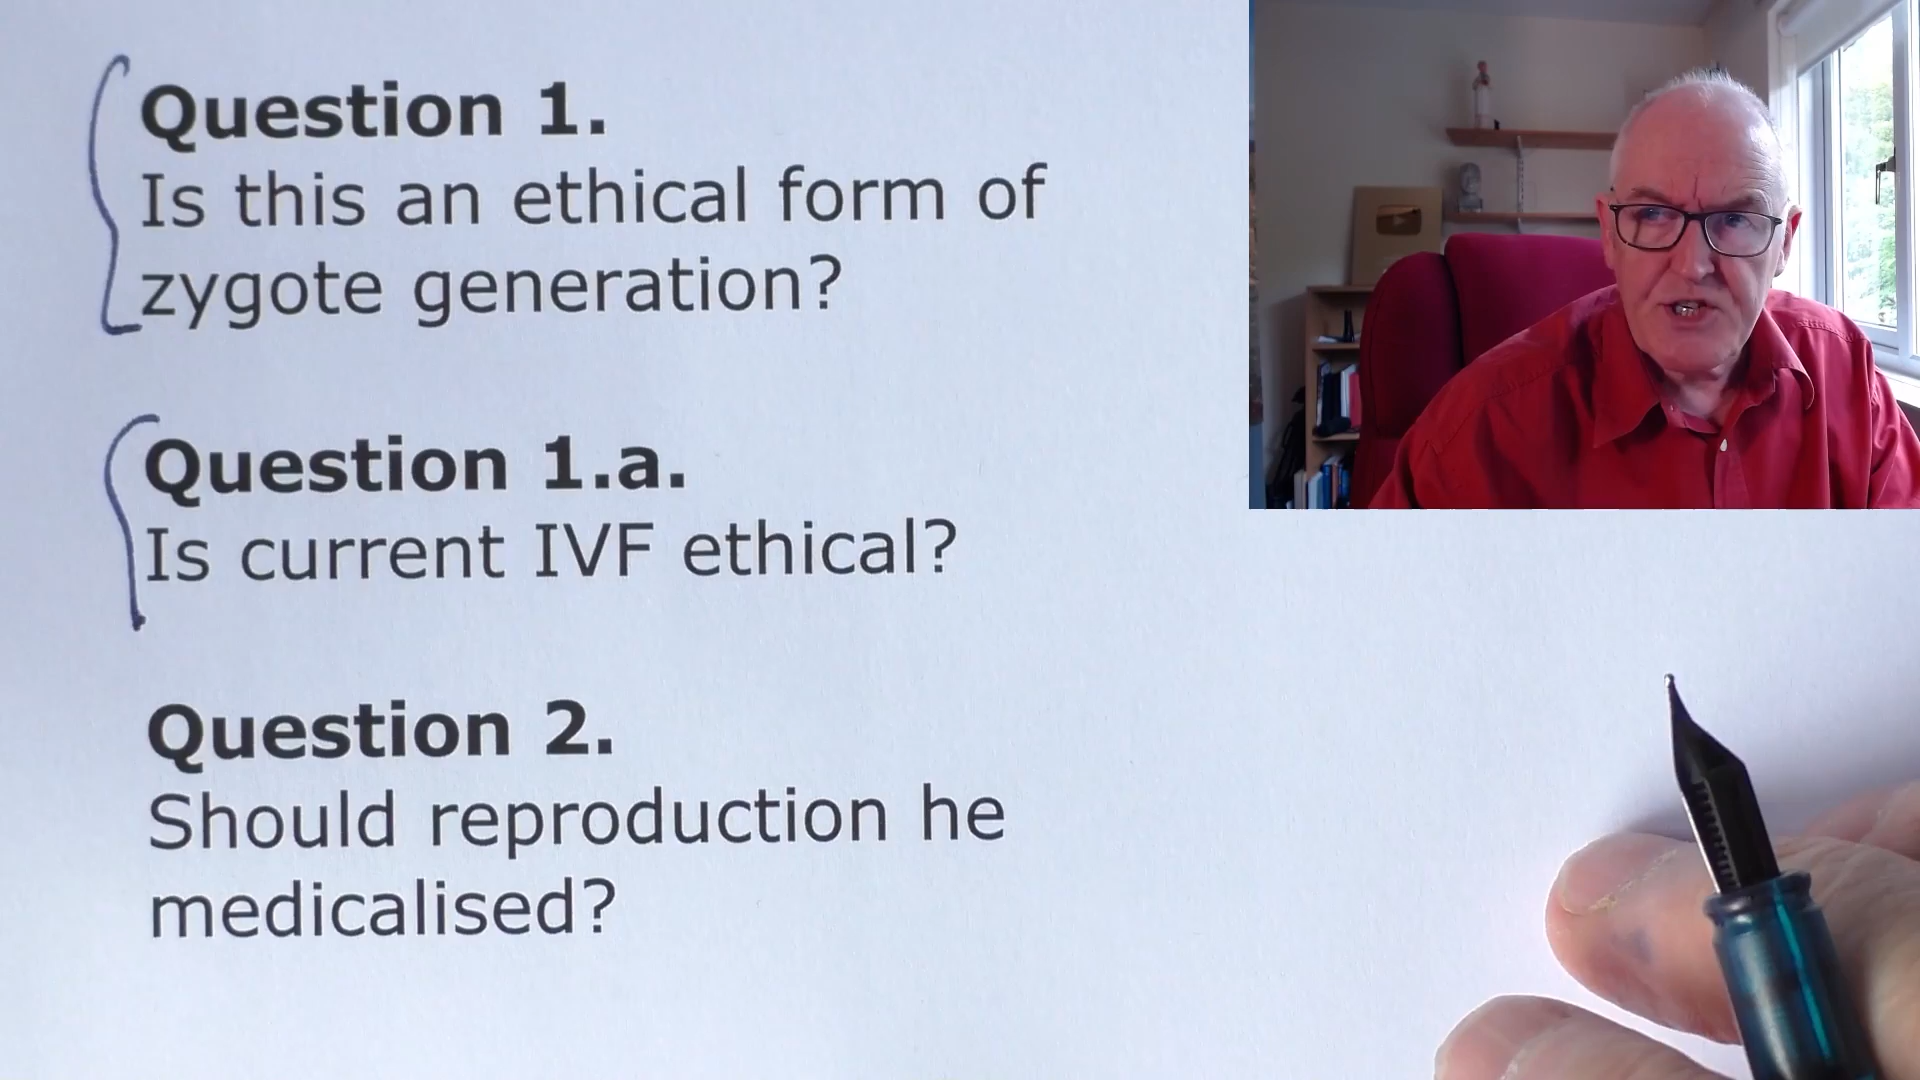 Question 1.
Is this an ethical form of
zygote generation?
Question 1.a.
Is current IVF ethical?
Question 2.
Should reproduction he
medicalised?